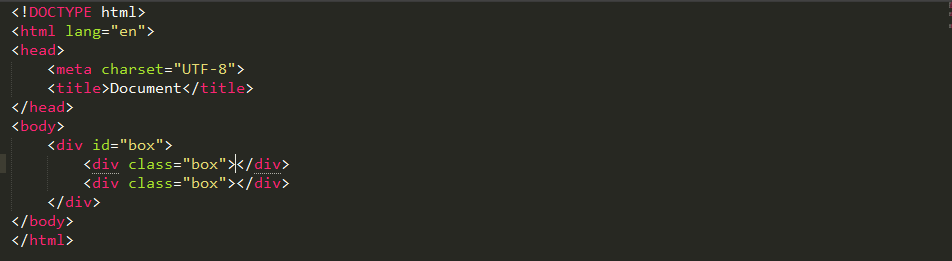 <!DOCTYPE html>
<html lang="en">
<head>
    <meta charset="UTF-8">
    <title>Document</title>
</head>
<body>
    <div id="box">
        <div class="box"></div>
        <div class="box"></div>
    </div>
</body>
</html>